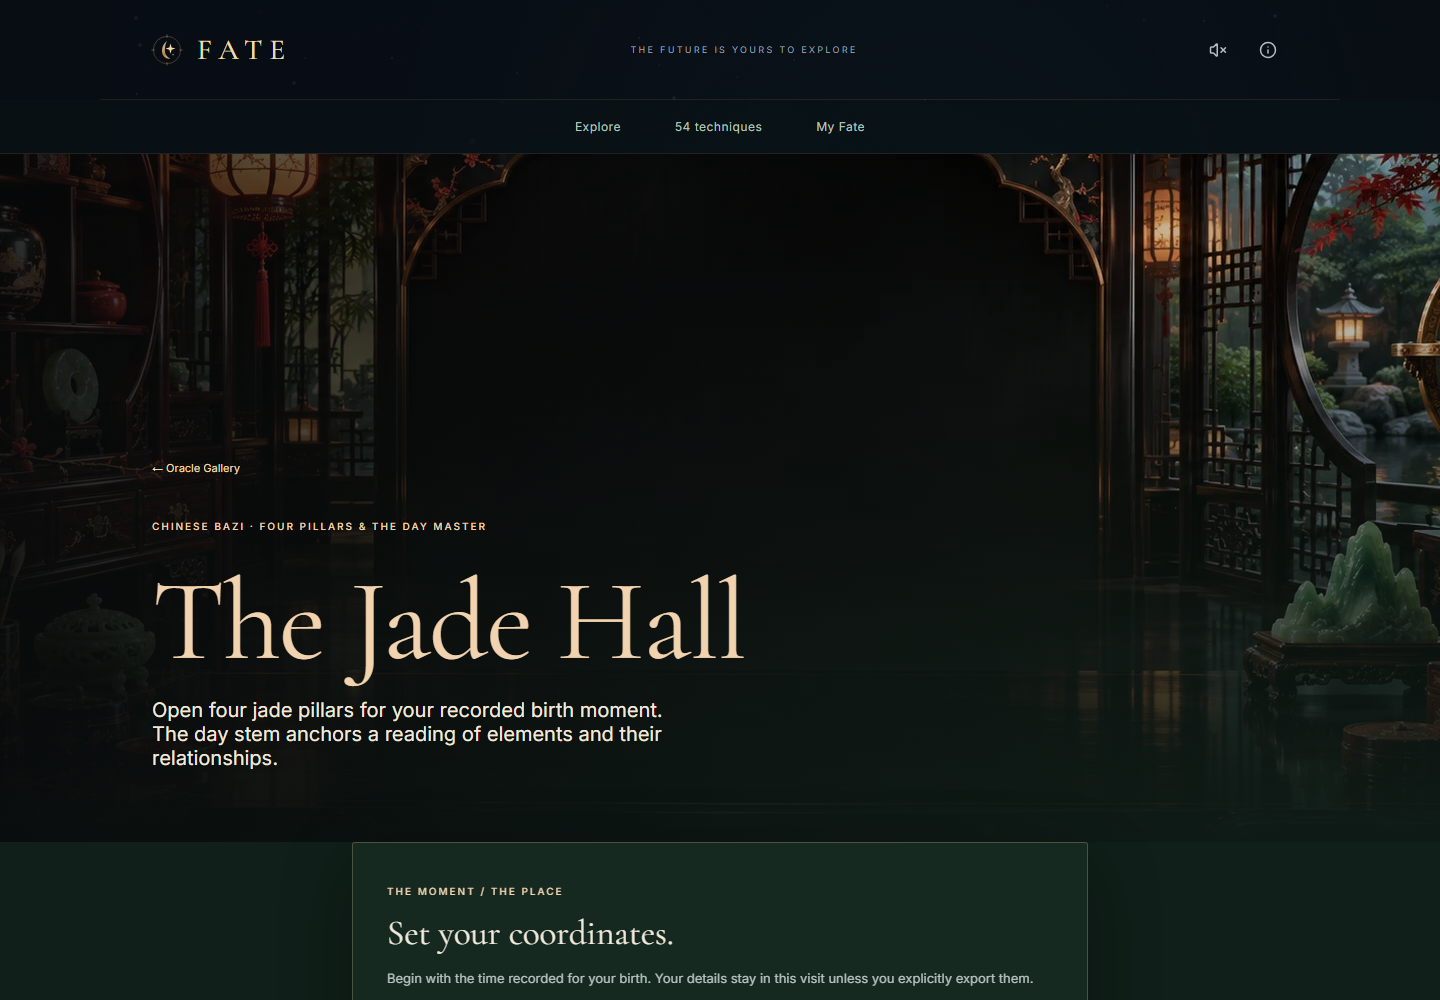 FATE
THE FUTURE IS YOURS TO EXPLORE
Explore
54 techniques
My Fate
← Oracle Gallery
CHINESE BAZI · FOUR PILLARS & THE DAY MASTER
The Jade Hall
Open four jade pillars for your recorded birth moment.
The day stem anchors a reading of elements and their
relationships.
THE MOMENT / THE PLACE
Set your coordinates.
Begin with the time recorded for your birth. Your details stay in this visit unless you explicitly export them.